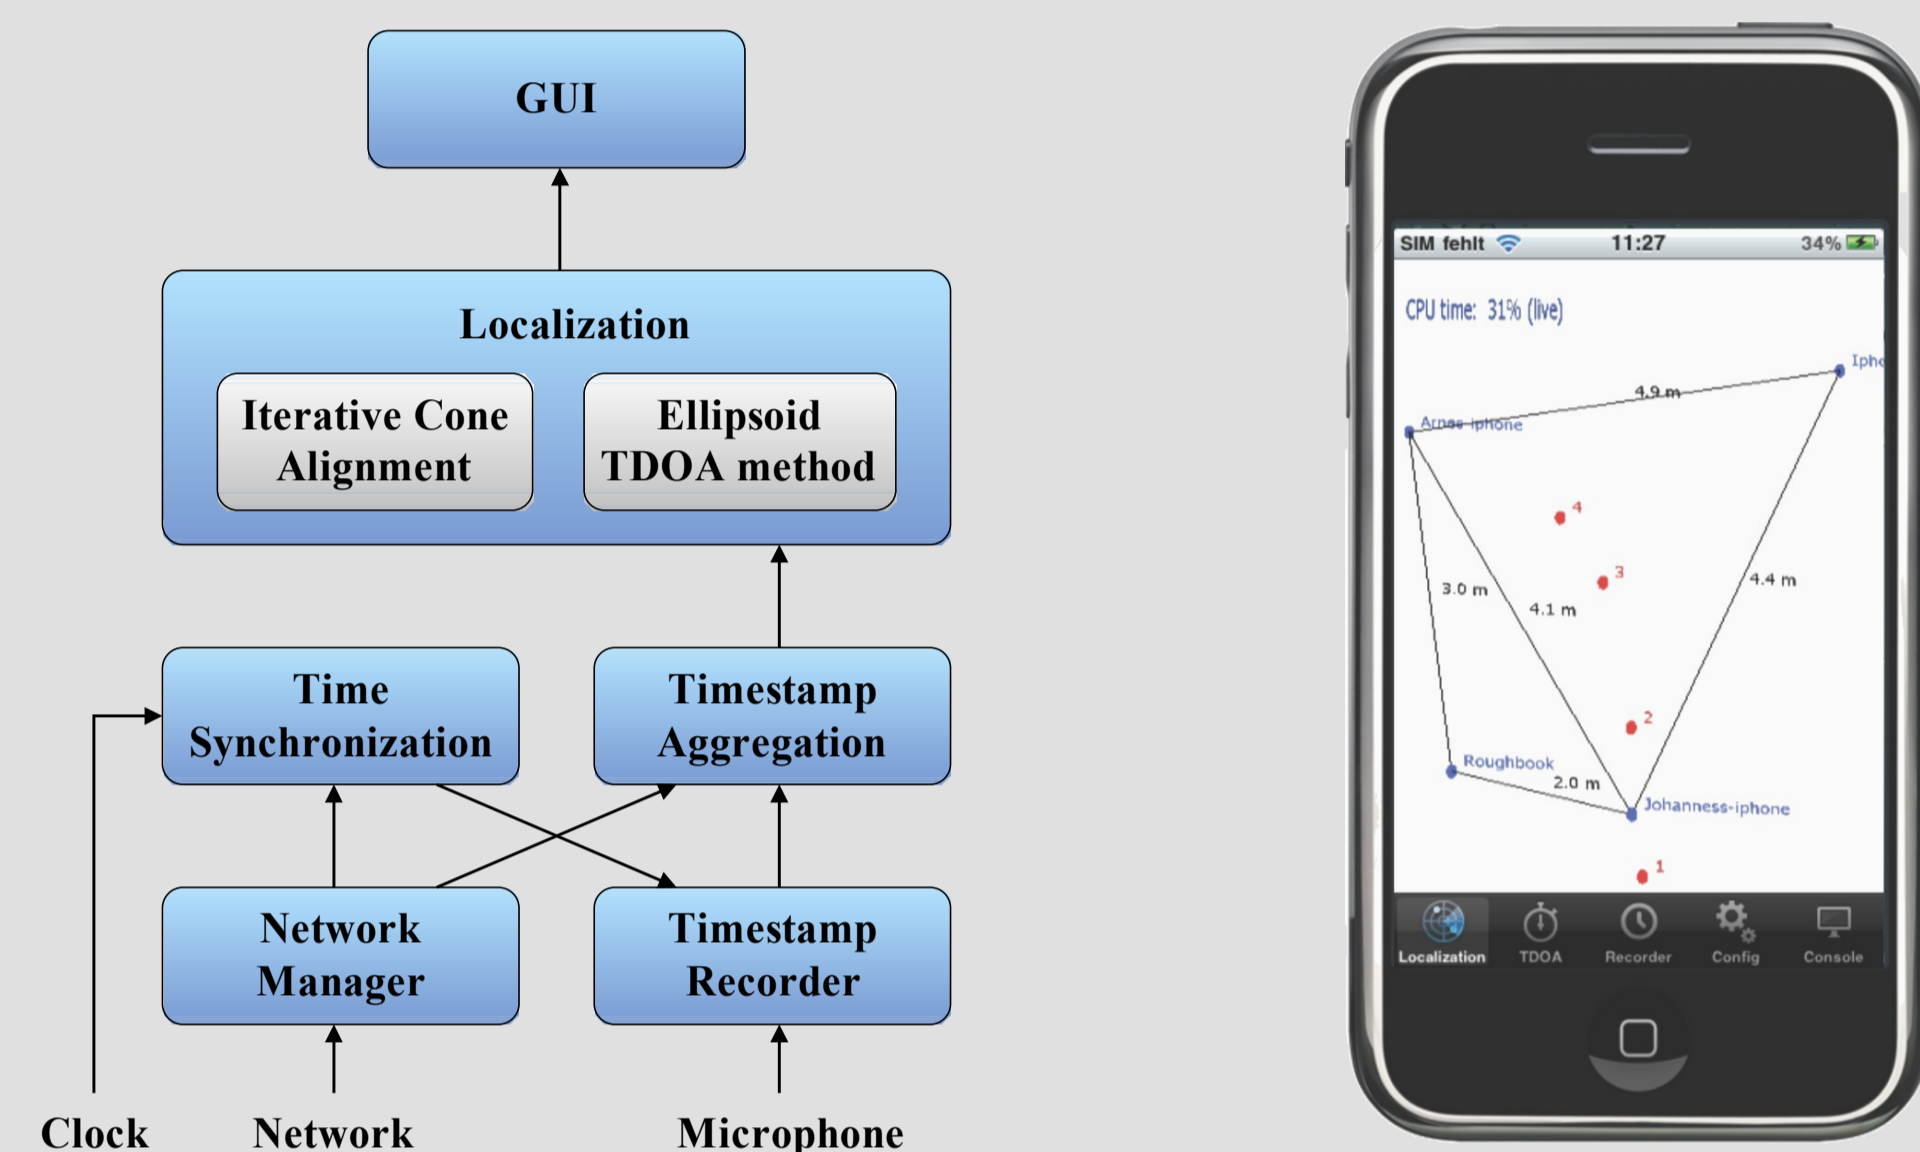 GUI
Localization
Iterative Cone
Alignment
Ellipsoid
TDOA method
Time
Synchronization
Timestamp
Aggregation
Network
Manager
Timestamp
Recorder
Clock
Network
Microphone
SIM fehlt
11:27
34%
CPU time: 31% (live)
Ipho
4.9 m
Arnes-iphone
4
3
3.0 m
4.1 m
4.4 m
2
Roughbook
2.0 m
Johanness-iphone
1
Localization
TDOA
Recorder
Config
Console